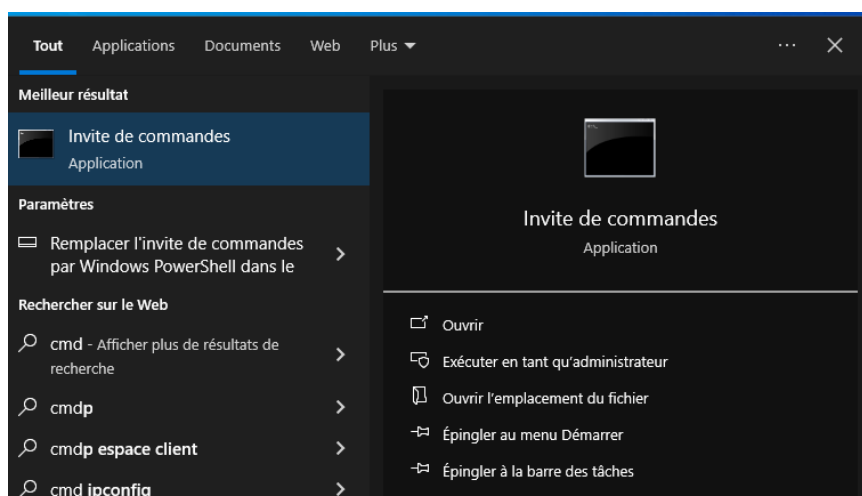 Tout Applications Documents Web Plus
Meilleur résultat
Invite de commandes
Application
Paramètres
Remplacer l'invite de commandes
par Windows PowerShell dans le
Rechercher sur le Web
cmd - Afficher plus de résultats de
recherche
cmdp
cmdp espace client
cmd ipconfig
Invite de commandes
Application
Ouvrir
Exécuter en tant qu'administrateur
Ouvrir l'emplacement du fichier
Épingler au menu Démarrer
Épingler à la barre des tâches